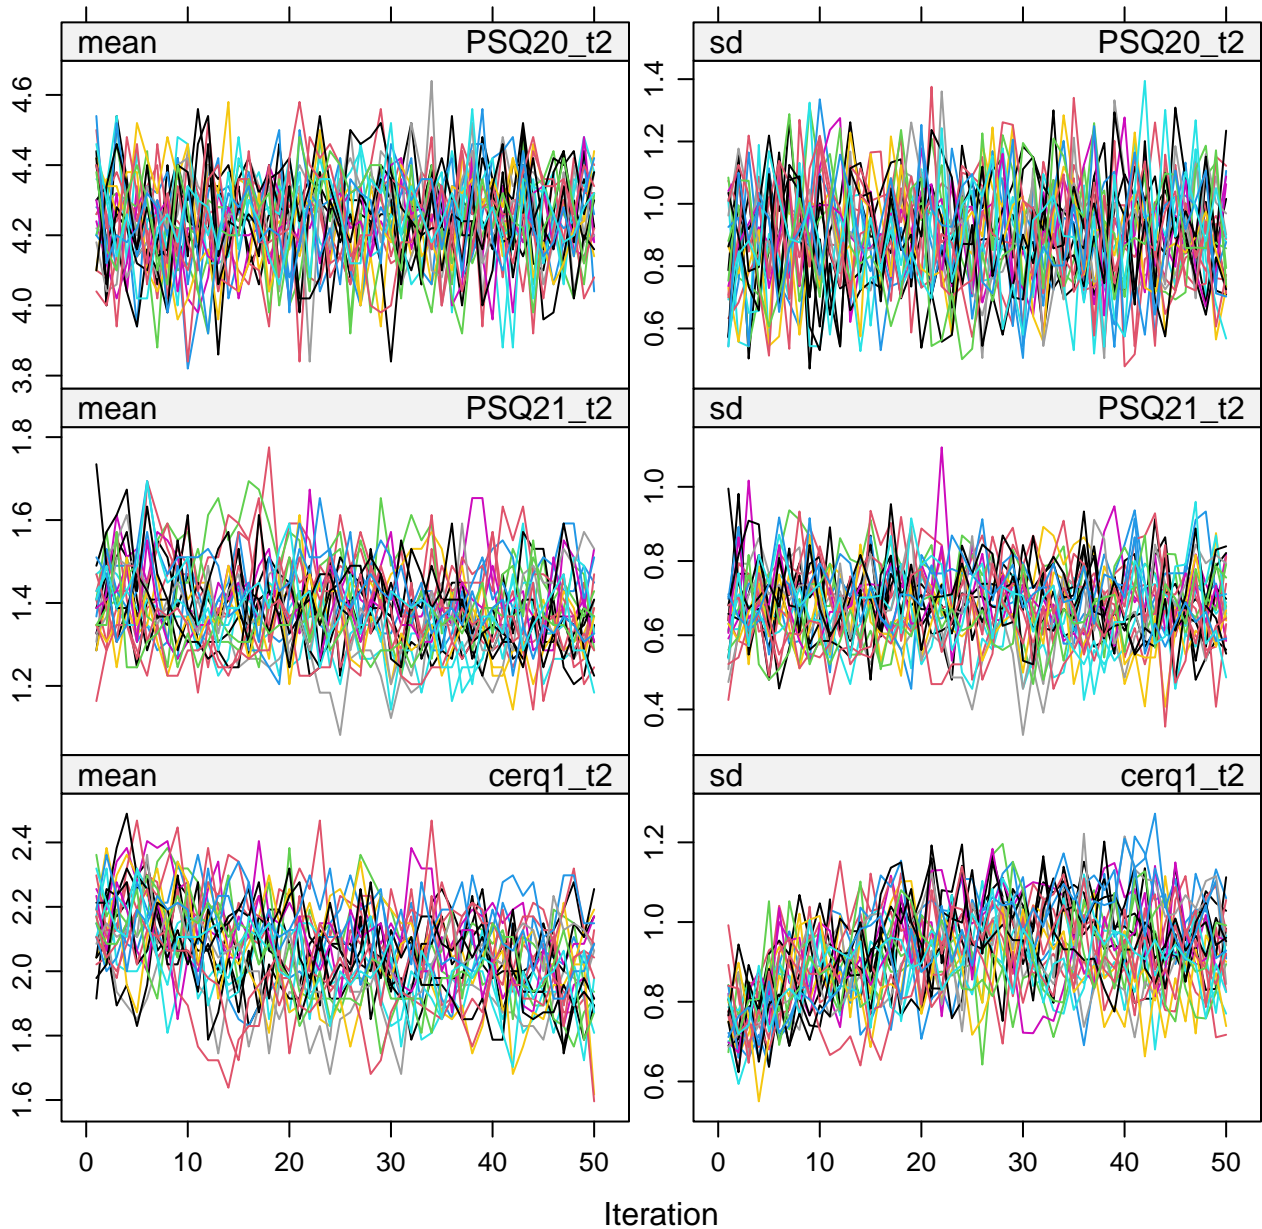 mean PSQ20_t2
sd PSQ20_t2
3.8 4.0 4.2 4.4 4.6
0.6 0.8 1.0 1.2 1.4
mean PSQ21_t2
sd PSQ21_t2
1.2 1.4 1.6 1.8
0.4 0.6 0.8 1.0
mean cerq1_t2
sd cerq1_t2
1.6 1.8 2.0 2.2 2.4
0.6 0.8 1.0 1.2
0 10 20 30 40 50
0 10 20 30 40 50
Iteration